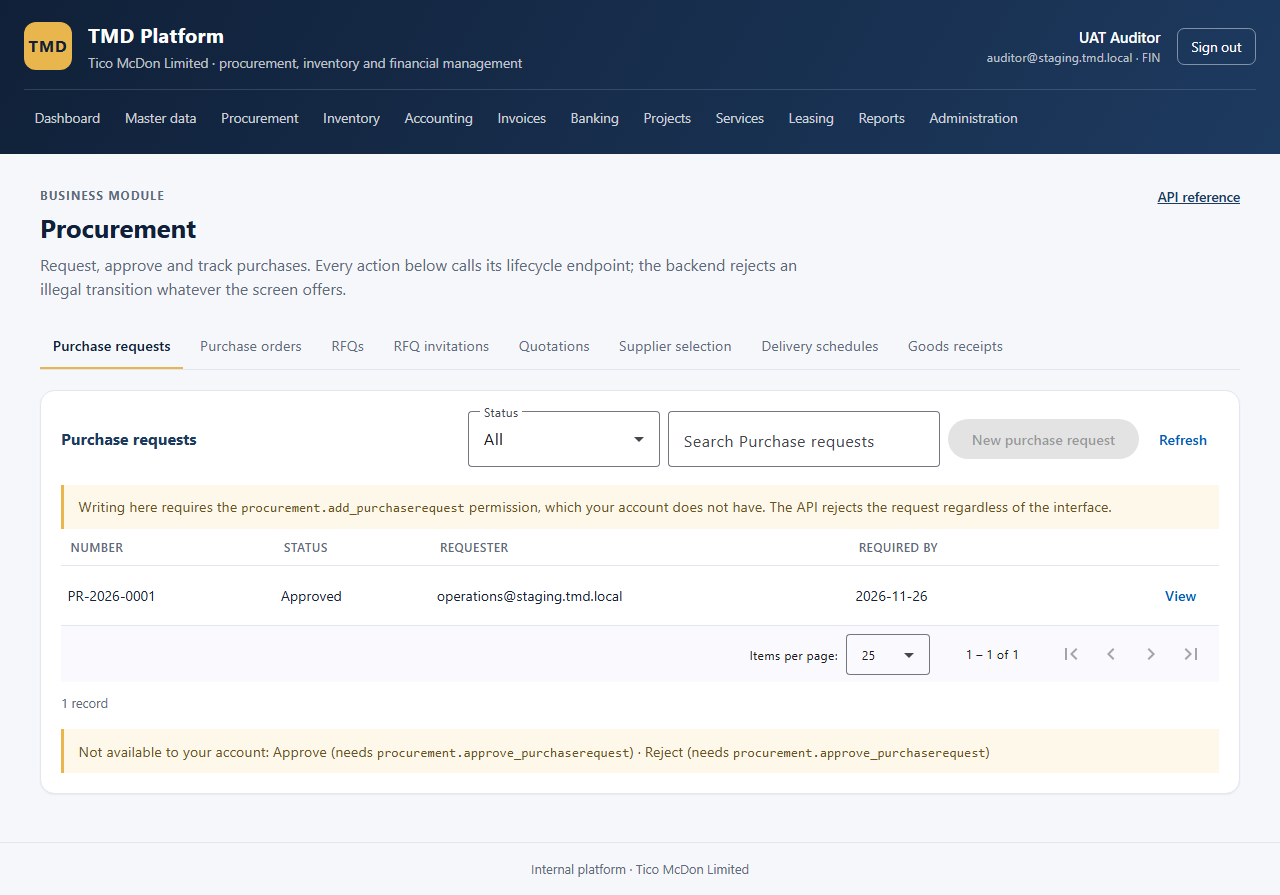 TMD
TMD Platform
Tico McDon Limited · procurement, inventory and financial management
UAT Auditor
auditor@staging.tmd.local · FIN
Sign out
Dashboard Master data Procurement Inventory Accounting Invoices Banking Projects Services Leasing Reports Administration
BUSINESS MODULE
API reference
Procurement
Request, approve and track purchases. Every action below calls its lifecycle endpoint; the backend rejects an
illegal transition whatever the screen offers.
Purchase requests Purchase orders RFQs RFQ invitations Quotations Supplier selection Delivery schedules Goods receipts
Purchase requests
Status
All
Search Purchase requests
New purchase request
Refresh
Writing here requires the procurement.add_purchaserequest permission, which your account does not have. The API rejects the request regardless of the interface.
NUMBER STATUS REQUESTER REQUIRED BY
PR-2026-0001 Approved operations@staging.tmd.local 2026-11-26 View
Items per page: 25 1 – 1 of 1
1 record
Not available to your account: Approve (needs procurement.approve_purchaserequest) · Reject (needs procurement.approve_purchaserequest)
Internal platform · Tico McDon Limited